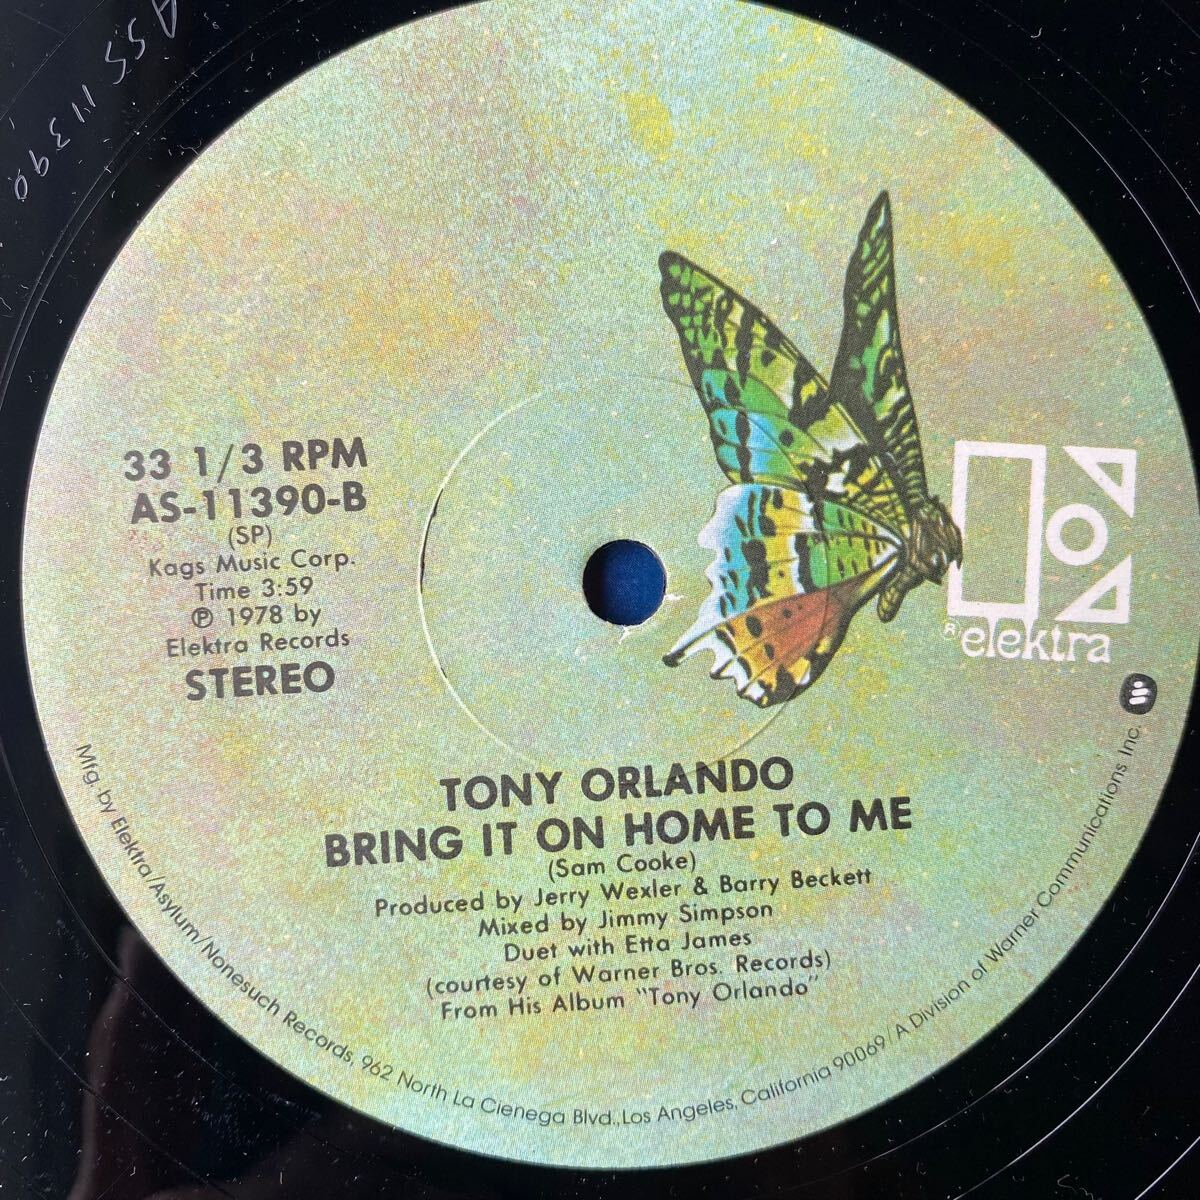 ASS 11390
33 1/3 RPM
AS-11390-B
(SP)
Kags Music Corp.
Time 3:59
℗ 1978 by
Elektra Records
STEREO
® elektra
TONY ORLANDO
BRING IT ON HOME TO ME
(Sam Cooke)
Produced by Jerry Wexler & Barry Beckett
Mixed by Jimmy Simpson
Duet with Etta James
(courtesy of Warner Bros. Records)
From His Album "Tony Orlando"
Mfg. by Elektra/Asylum/Nonesuch Records, 962 North La Cienega Blvd., Los Angeles, California 90069/A Division of Warner Communications Inc.